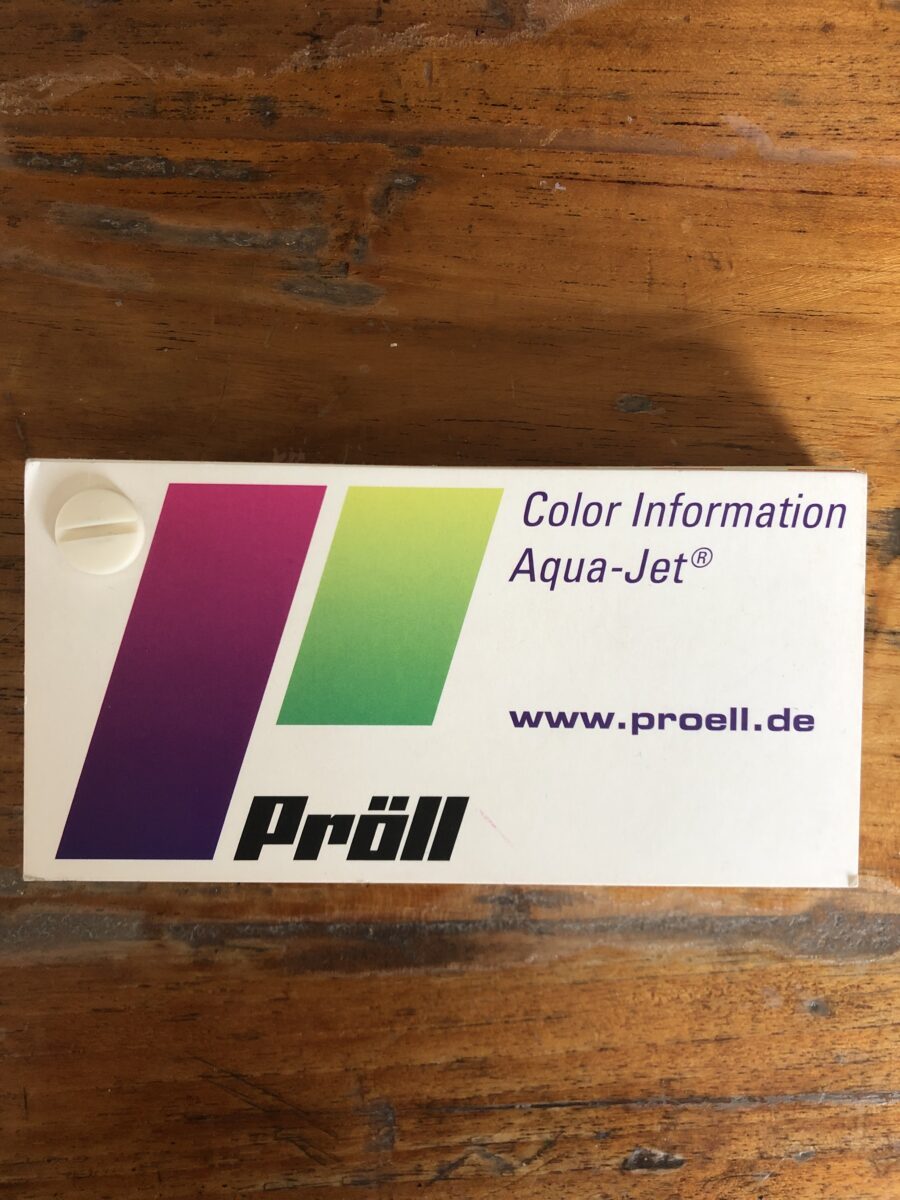 Color Information
Aqua-Jet®
www.proell.de
Pröll